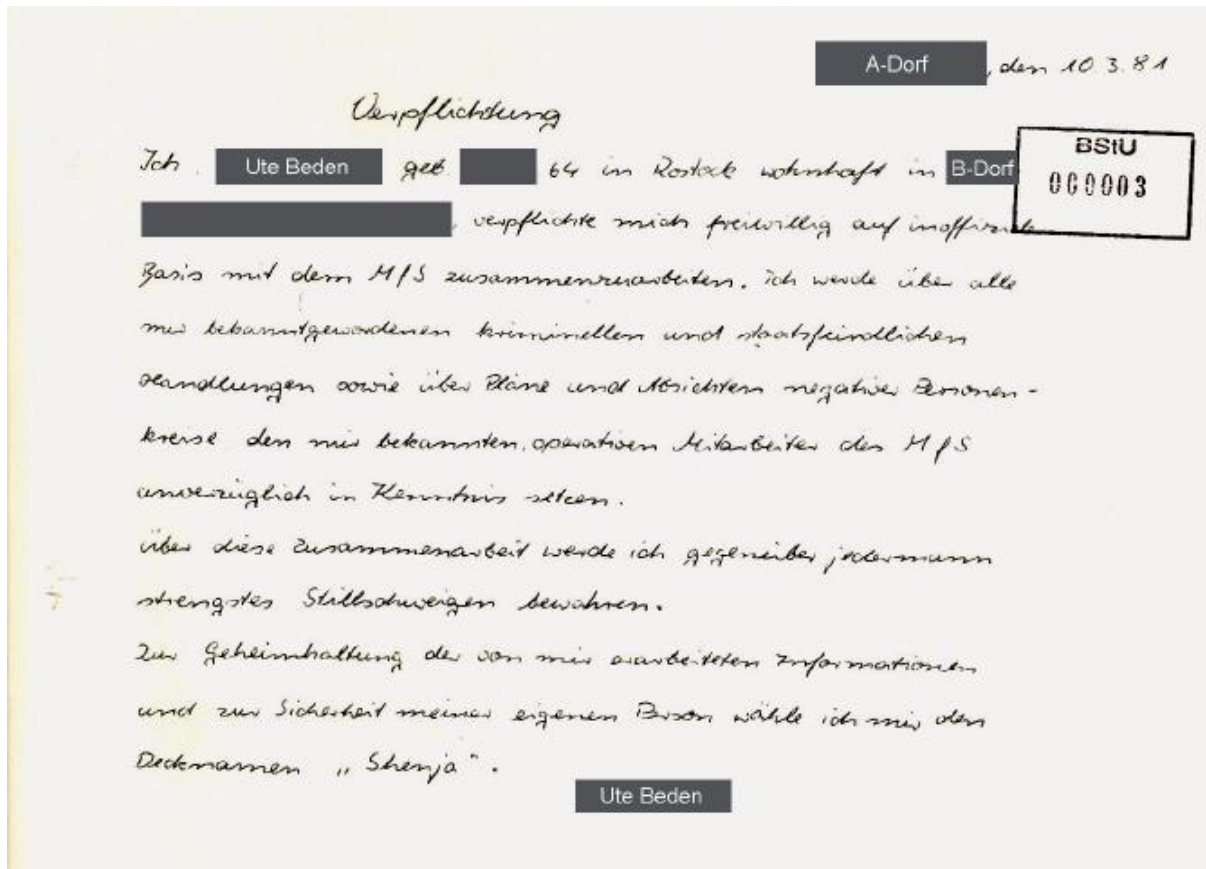 A-Dorf, den 10.3.81
Verpflichtung
Ich Ute Beden geb. 64 in Rostock wohnhaft in B-Dorf
BStU
000003
, verpflichte mich freiwillig auf inoffizielle
Basis mit dem MfS zusammenzuarbeiten. Ich werde über alle
mir bekanntgewordenen kriminellen und staatsfeindlichen
Handlungen sowie über Pläne und Absichten negativer Personen-
kreise den mir bekannten operativen Mitarbeiter des MfS
unverzüglich in Kenntnis setzen.
Über diese Zusammenarbeit werde ich gegenüber jedermann
strengstes Stillschweigen bewahren.
Zur Geheimhaltung der von mir erarbeiteten Informationen
und zur Sicherheit meiner eigenen Person wähle ich mir den
Decknamen „Shenja".
Ute Beden